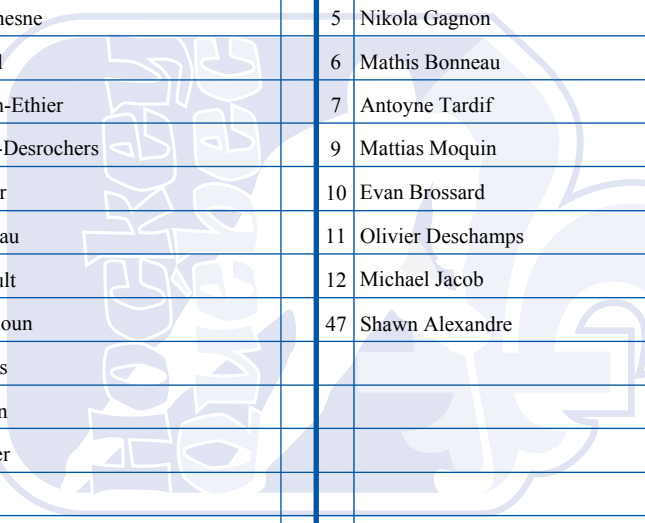 nesne 5 Nikola Gagnon
l 6 Mathis Bonneau
n-Ethier 7 Antoyne Tardif
-Desrochers 9 Mattias Moquin
r 10 Evan Brossard
au 11 Olivier Deschamps
ult 12 Michael Jacob
oun 47 Shawn Alexandre
s
n
er
Hockey
Québec